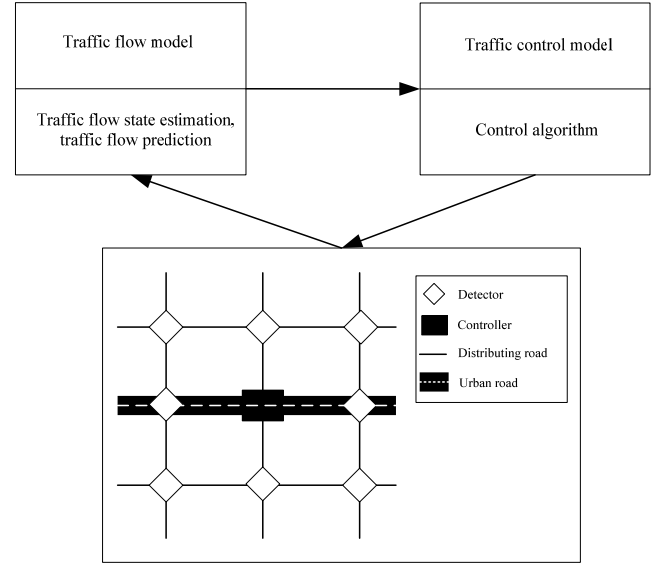 Traffic flow model
Traffic flow state estimation,
traffic flow prediction
Traffic control model
Control algorithm
Detector
Controller
Distributing road
Urban road